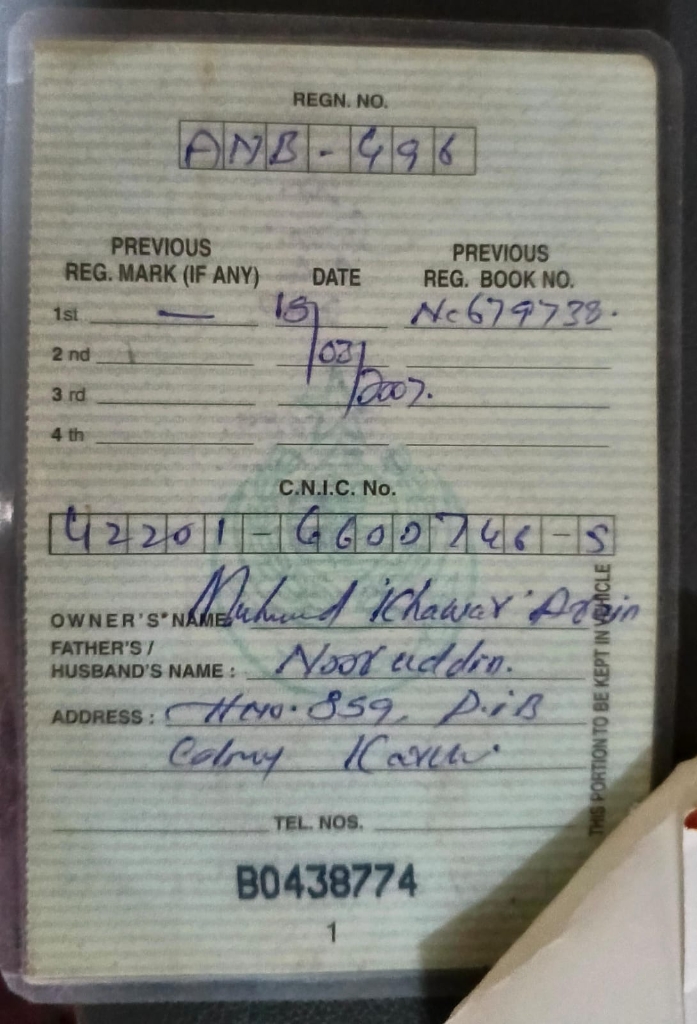 REGN. NO.
ANB-496
PREVIOUS REG. MARK (IF ANY) DATE PREVIOUS REG. BOOK NO.
1st — Nc679738.
2 nd /03/
3 rd 2007.
4 th
C.N.I.C. No.
42201-6600746-5
OWNER'S NAME Khawar
FATHER'S /
HUSBAND'S NAME : Nooruddin.
ADDRESS : HNO. 859, D.i.B
Colony
TEL. NOS.
B0438774
1
THIS PORTION TO BE KEPT IN VEHICLE